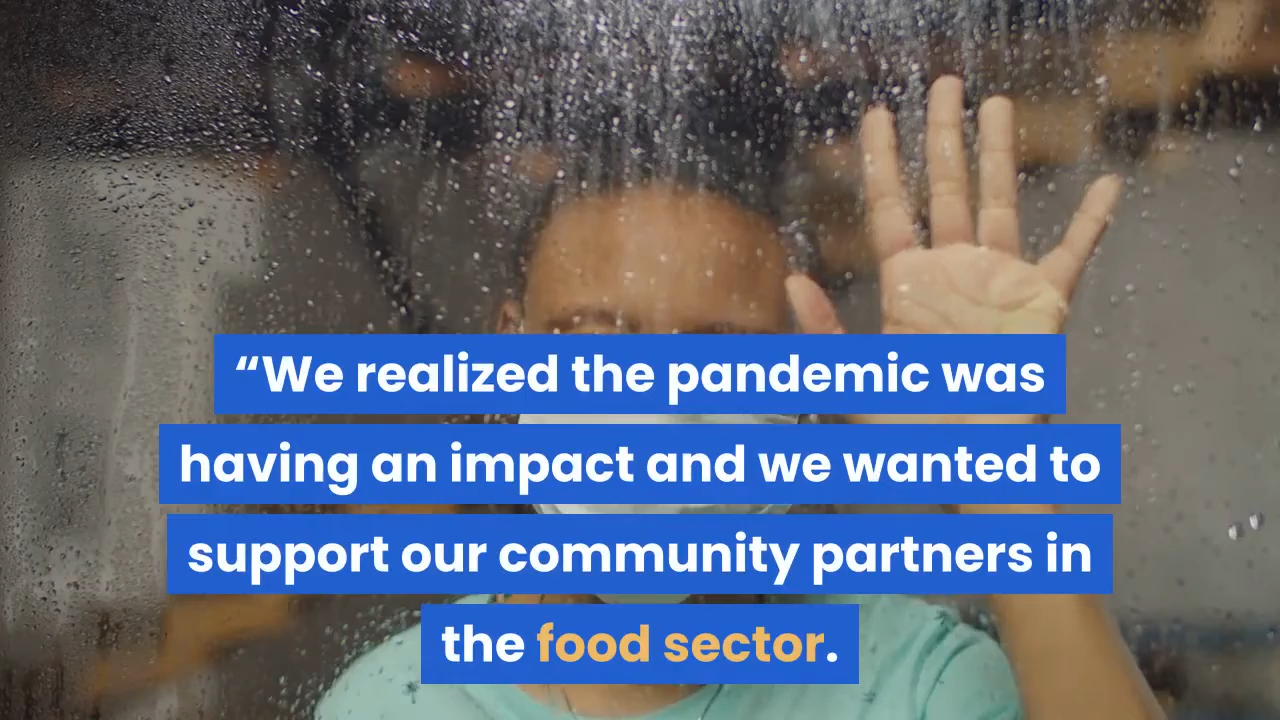 “We realized the pandemic was
having an impact and we wanted to
support our community partners in
the food sector.